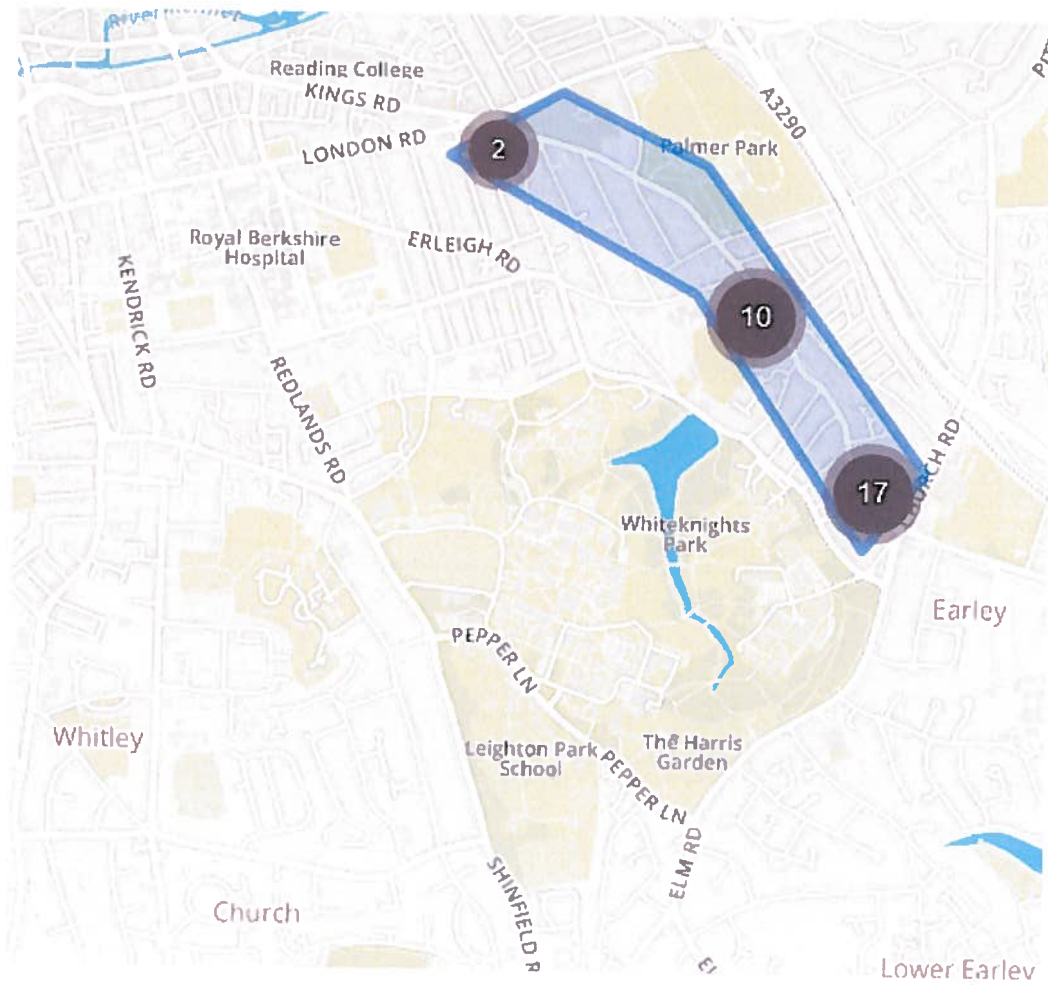 Reading College
KINGS RD
A3290
LONDON RD
2
Palmer Park
Royal Berkshire
Hospital
ERLEIGH RD
KENDRICK RD
10
REDLANDS RD
CHURCH RD
17
Whiteknights
Park
Earley
PEPPER LN
Whitley
Leighton Park
School
The Harris
Garden
PEPPER LN
ELM RD
SHINFIELD R
Church
Lower Earley